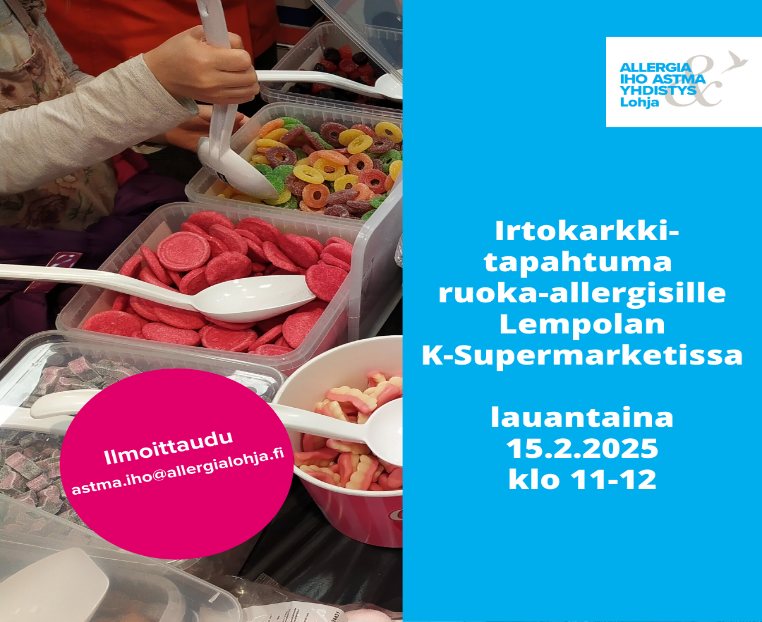 ALLERGIA
IHO ASTMA
YHDISTYS
Lohja
&
Irtokarkki-
tapahtuma
ruoka-allergisille
Lempolan
K-Supermarketissa
lauantaina
15.2.2025
klo 11-12
Ilmoittaudu
astma.iho@allergialohja.fi